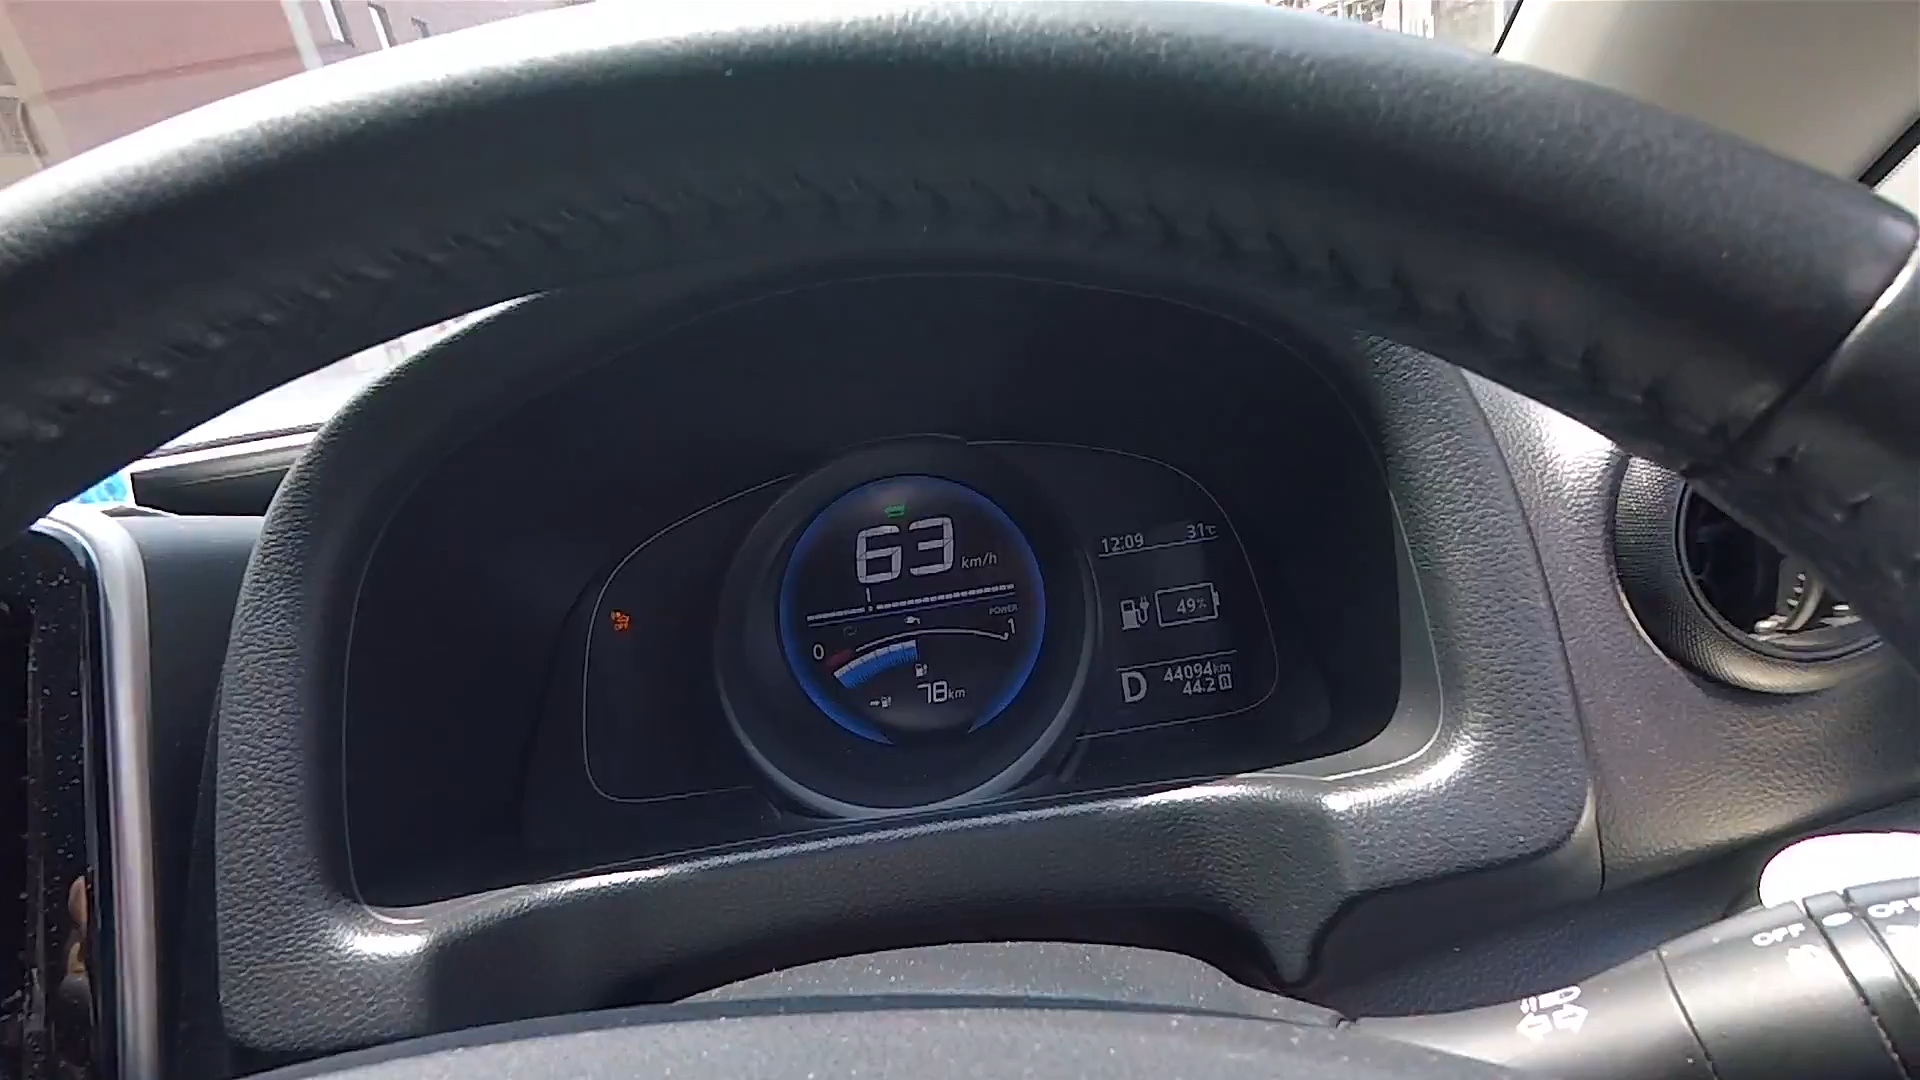 63 km/h
POWER
0 1
78km
OFF
12:09 31℃
49%
D 44094km
44.2
OFF
OFF